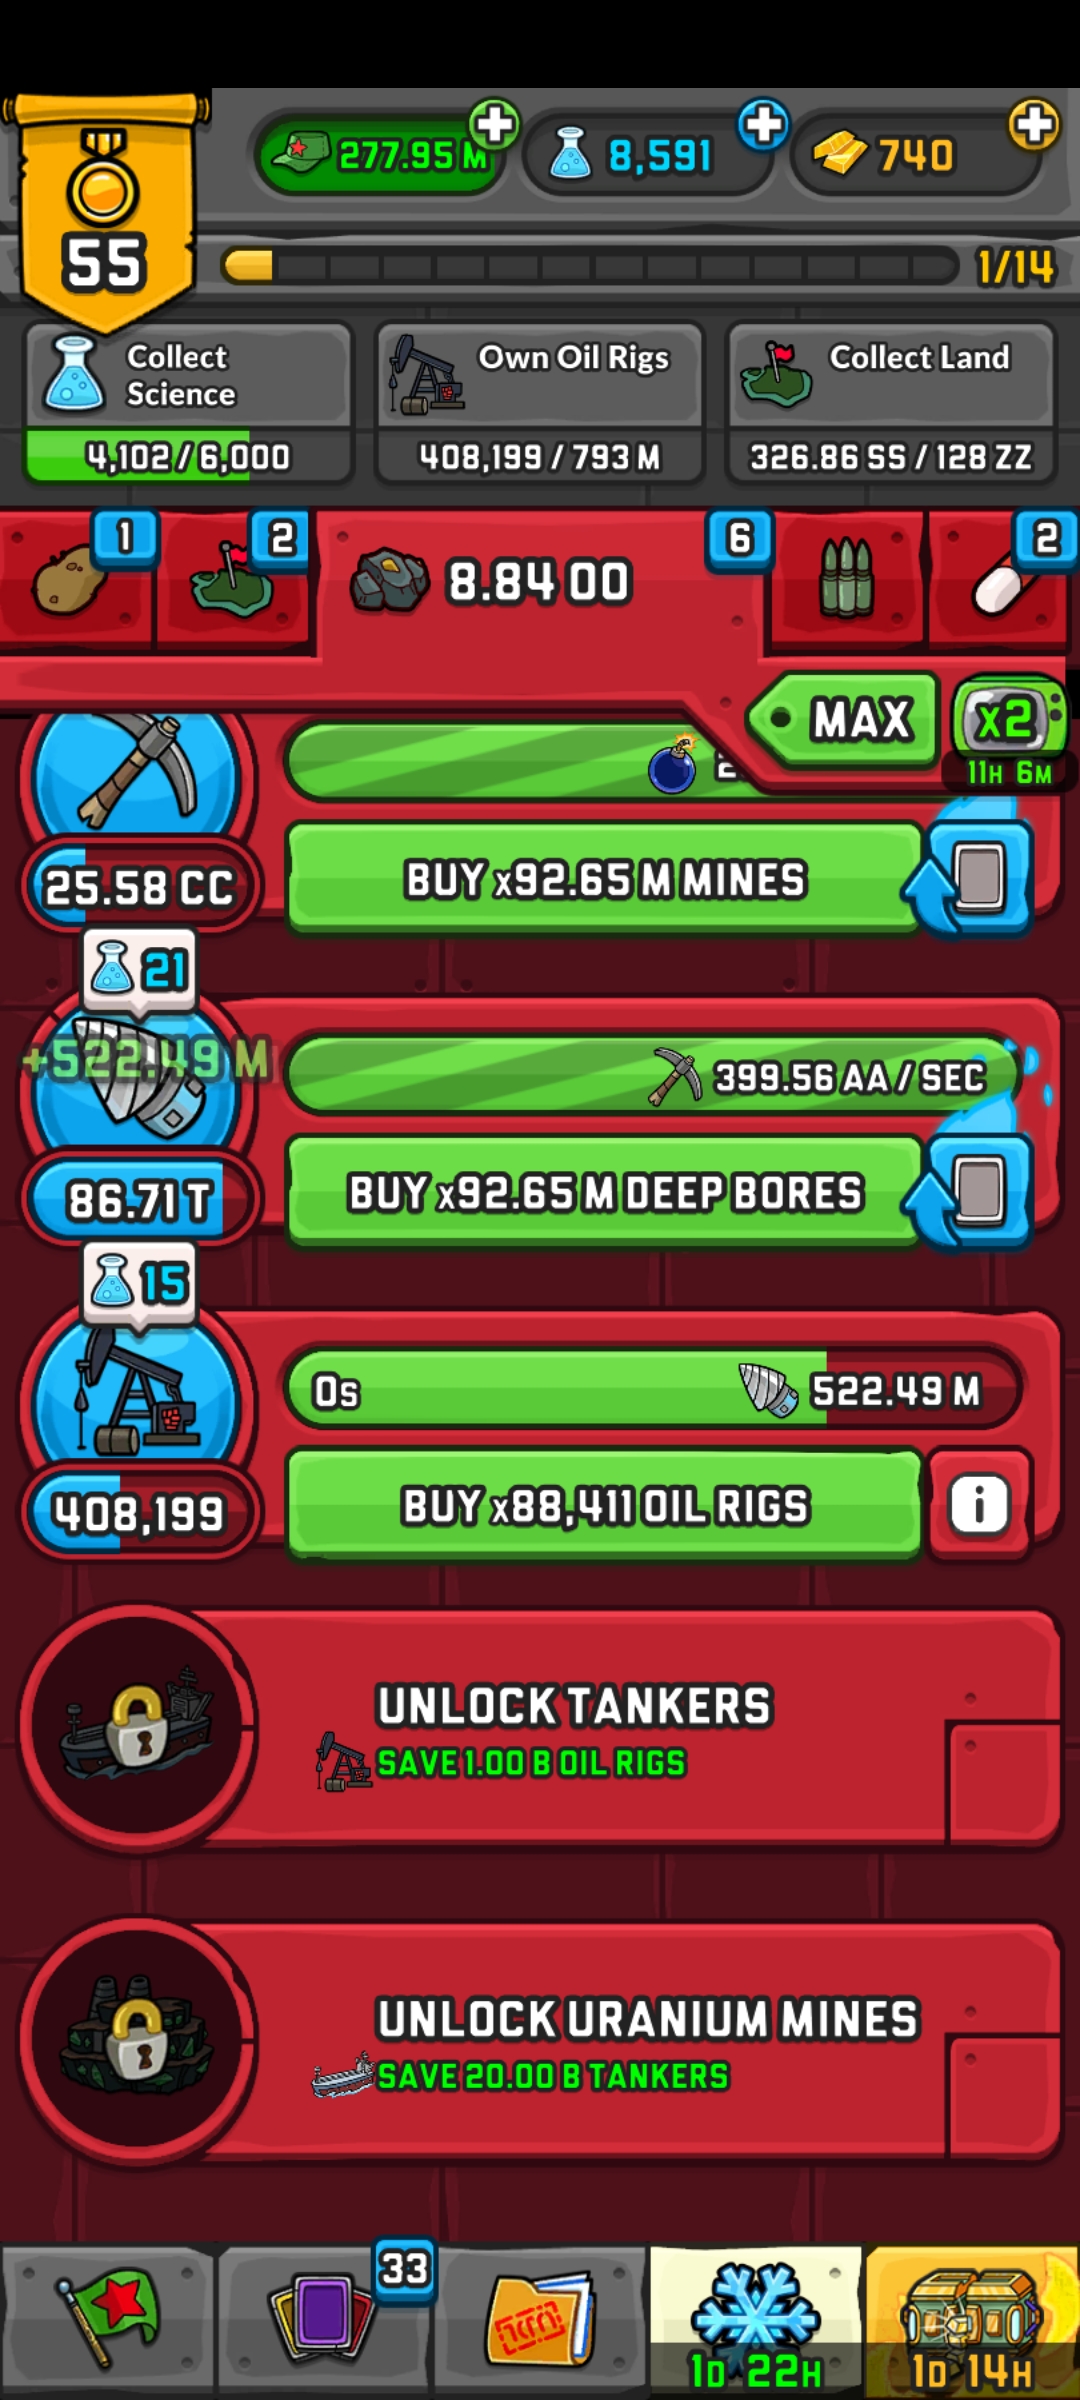 277.95 M
8,591
740
55
1/14
Collect
Science
4,102 / 6,000
Own Oil Rigs
408,199 / 793 M
Collect Land
326.86 SS / 128 ZZ
1
2
8.84 OO
6
2
MAX
x2
11H 6M
25.58 CC
BUY x92.65 M MINES
21
+522.49 M
399.56 AA / SEC
86.71 T
BUY x92.65 M DEEP BORES
15
0s
522.49 M
408,199
BUY x88,411 OIL RIGS
i
UNLOCK TANKERS
SAVE 1.00 B OIL RIGS
UNLOCK URANIUM MINES
SAVE 20.00 B TANKERS
33
1D 22H
1D 14H